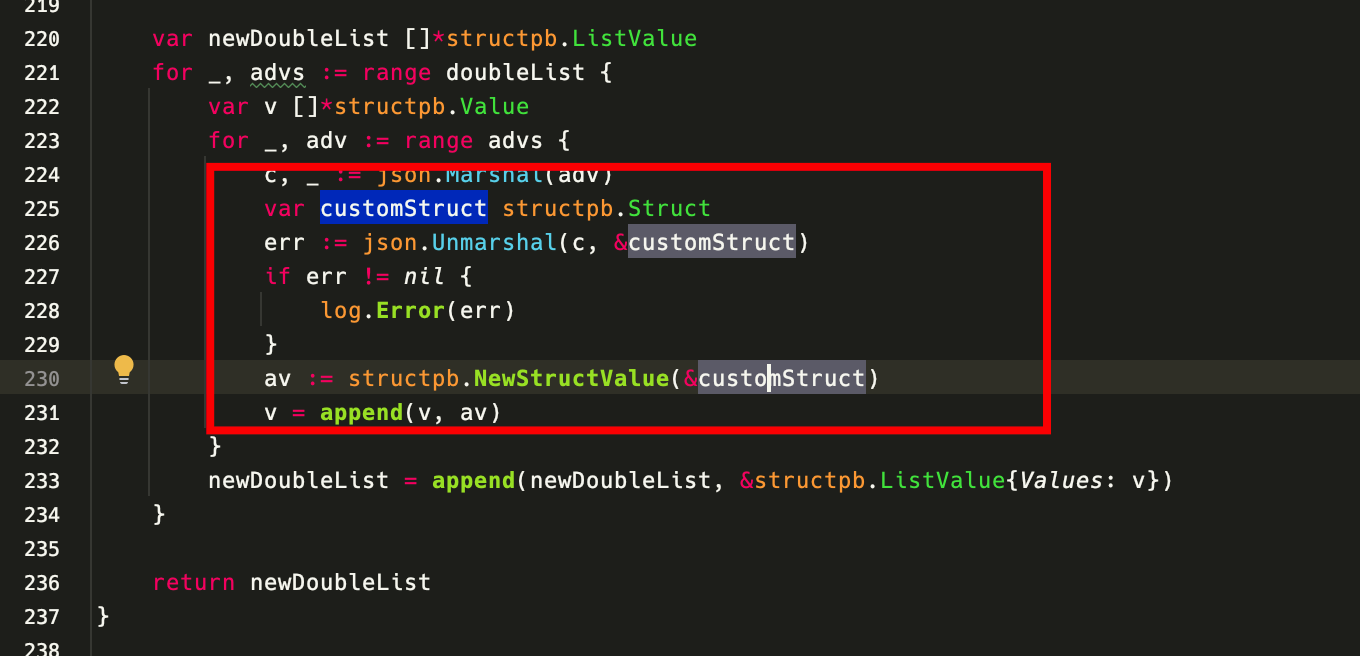 219
220 var newDoubleList []*structpb.ListValue
221 for _, advs := range doubleList {
222 var v []*structpb.Value
223 for _, adv := range advs {
224 c, _ := json.Marshal(adv)
225 var customStruct structpb.Struct
226 err := json.Unmarshal(c, &customStruct)
227 if err != nil {
228 log.Error(err)
229 }
230 av := structpb.NewStructValue(&customStruct)
231 v = append(v, av)
232 }
233 newDoubleList = append(newDoubleList, &structpb.ListValue{Values: v})
234 }
235
236 return newDoubleList
237 }
238